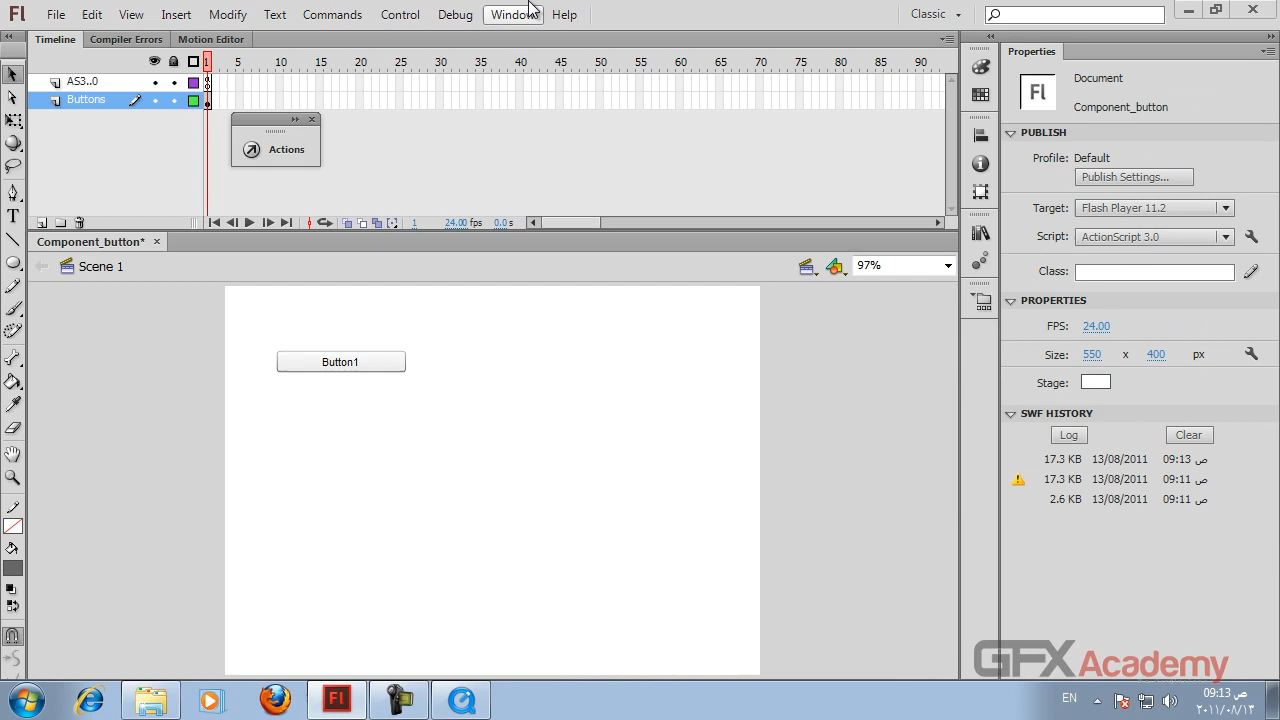 Fl File Edit View Insert Modify Text Commands Control Debug Window Help Classic
Timeline Compiler Errors Motion Editor
1 5 10 15 20 25 30 35 40 45 50 55 60 65 70 75 80 85 90
AS3..0
Buttons
Actions
1 24.00 fps 0.0 s
Component_button*
Scene 1 97%
Button1
Properties
Fl Document
Component_button
PUBLISH
Profile: Default
Publish Settings...
Target: Flash Player 11.2
Script: ActionScript 3.0
Class:
PROPERTIES
FPS: 24.00
Size: 550 x 400 px
Stage:
SWF HISTORY
Log Clear
17.3 KB 13/08/2011 09:13 ص
17.3 KB 13/08/2011 09:11 ص
2.6 KB 13/08/2011 09:11 ص
GFX Academy
Fl EN 09:13 ص
٢٠١١/٠٨/١٣